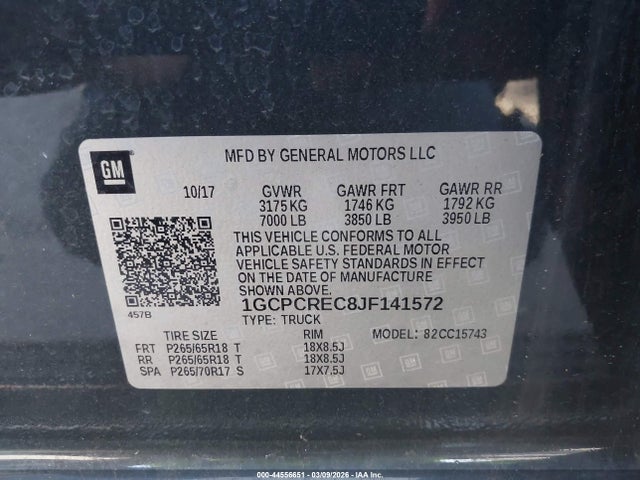 GM
MFD BY GENERAL MOTORS LLC
10/17 GVWR GAWR FRT GAWR RR
3175 KG 1746 KG 1792 KG
7000 LB 3850 LB 3950 LB
THIS VEHICLE CONFORMS TO ALL
APPLICABLE U.S. FEDERAL MOTOR
VEHICLE SAFETY STANDARDS IN EFFECT
ON THE DATE OF MANUFACTURE
SHOWN ABOVE.
1GCPCREC8JF141572
457B
TYPE: TRUCK
TIRE SIZE RIM MODEL: 82CC15743
FRT P265/65R18 T 18X8.5J
RR P265/65R18 T 18X8.5J
SPA P265/70R17 S 17X7.5J
000-44556651 - 03/09/2026 - IAA Inc.